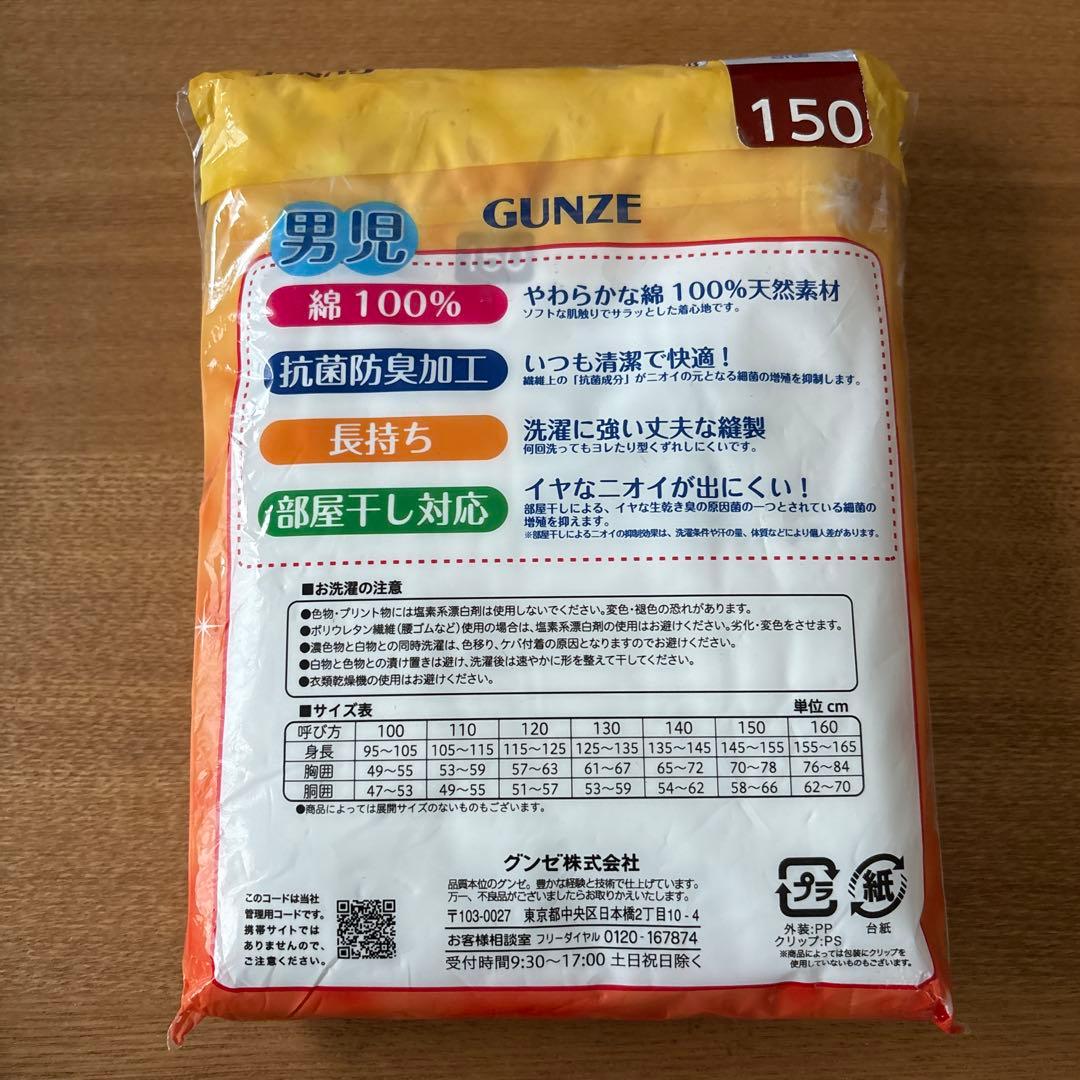 150
GUNZE
男児
綿100%
やわらかな綿100%天然素材
ソフトな肌触りでサラッとした着心地です。
抗菌防臭加工
いつも清潔で快適！
繊維上の「抗菌成分」がニオイの元となる細菌の増殖を抑制します。
長持ち
洗濯に強い丈夫な縫製
何回洗ってもヨレたり型くずれしにくいです。
部屋干し対応
イヤなニオイが出にくい！
部屋干しによる、イヤな生乾き臭の原因菌の一つとされている細菌の
増殖を抑えます。
※部屋干しによるニオイの抑制効果は、洗濯条件や汗の量、体質などにより個人差があります。
■お洗濯の注意
●色物・プリント物には塩素系漂白剤は使用しないでください。変色・褪色の恐れがあります。
●ポリウレタン繊維(腰ゴムなど)使用の場合は、塩素系漂白剤の使用はお避けください。劣化・変色をさせます。
●濃色物と白物との同時洗濯は、色移り、ケバ付着の原因となりますのでお避けください。
●白物と色物との漬け置きは避け、洗濯後は速やかに形を整えて干してください。
●衣類乾燥機の使用はお避けください。
■サイズ表 単位cm
呼び方 100 110 120 130 140 150 160
身長 95〜105 105〜115 115〜125 125〜135 135〜145 145〜155 155〜165
胸囲 49〜55 53〜59 57〜63 61〜67 65〜72 70〜78 76〜84
胴囲 47〜53 49〜55 51〜57 53〜59 54〜62 58〜66 62〜70
●商品によっては展開サイズのないものもございます。
グンゼ株式会社
品質本位のグンゼ。豊かな経験と技術で仕上げています。
万一、不良品がございましたらお取りかえいたします。
〒103-0027 東京都中央区日本橋2丁目10-4
お客様相談室 フリーダイヤル 0120-167874
受付時間9:30〜17:00 土日祝日除く
このコードは当社
管理用コードです。
携帯サイトでは
ありませんので、
ご注意ください。
プラ
外装:PP
クリップ:PS
紙
台紙
※商品によっては包装にクリップを
使用していないものもございます。